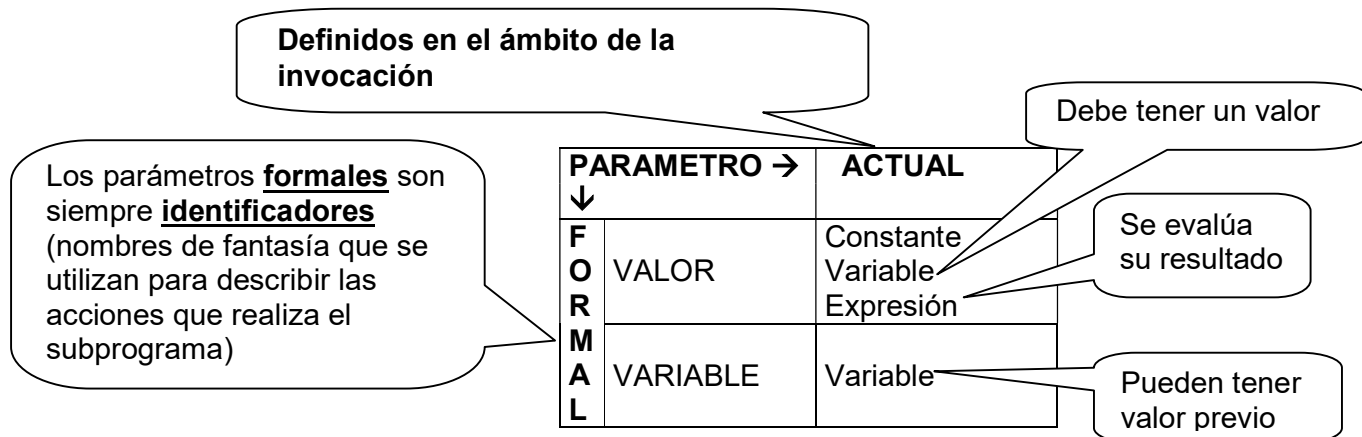 Definidos en el ámbito de la
invocación
Debe tener un valor
Los parámetros formales son
siempre identificadores
(nombres de fantasía que se
utilizan para describir las
acciones que realiza el
subprograma)
PARAMETRO → ACTUAL
↓
F
O
R
M
A
L
VALOR
Constante
Variable
Expresión
Se evalúa
su resultado
VARIABLE
Variable
Pueden tener
valor previo